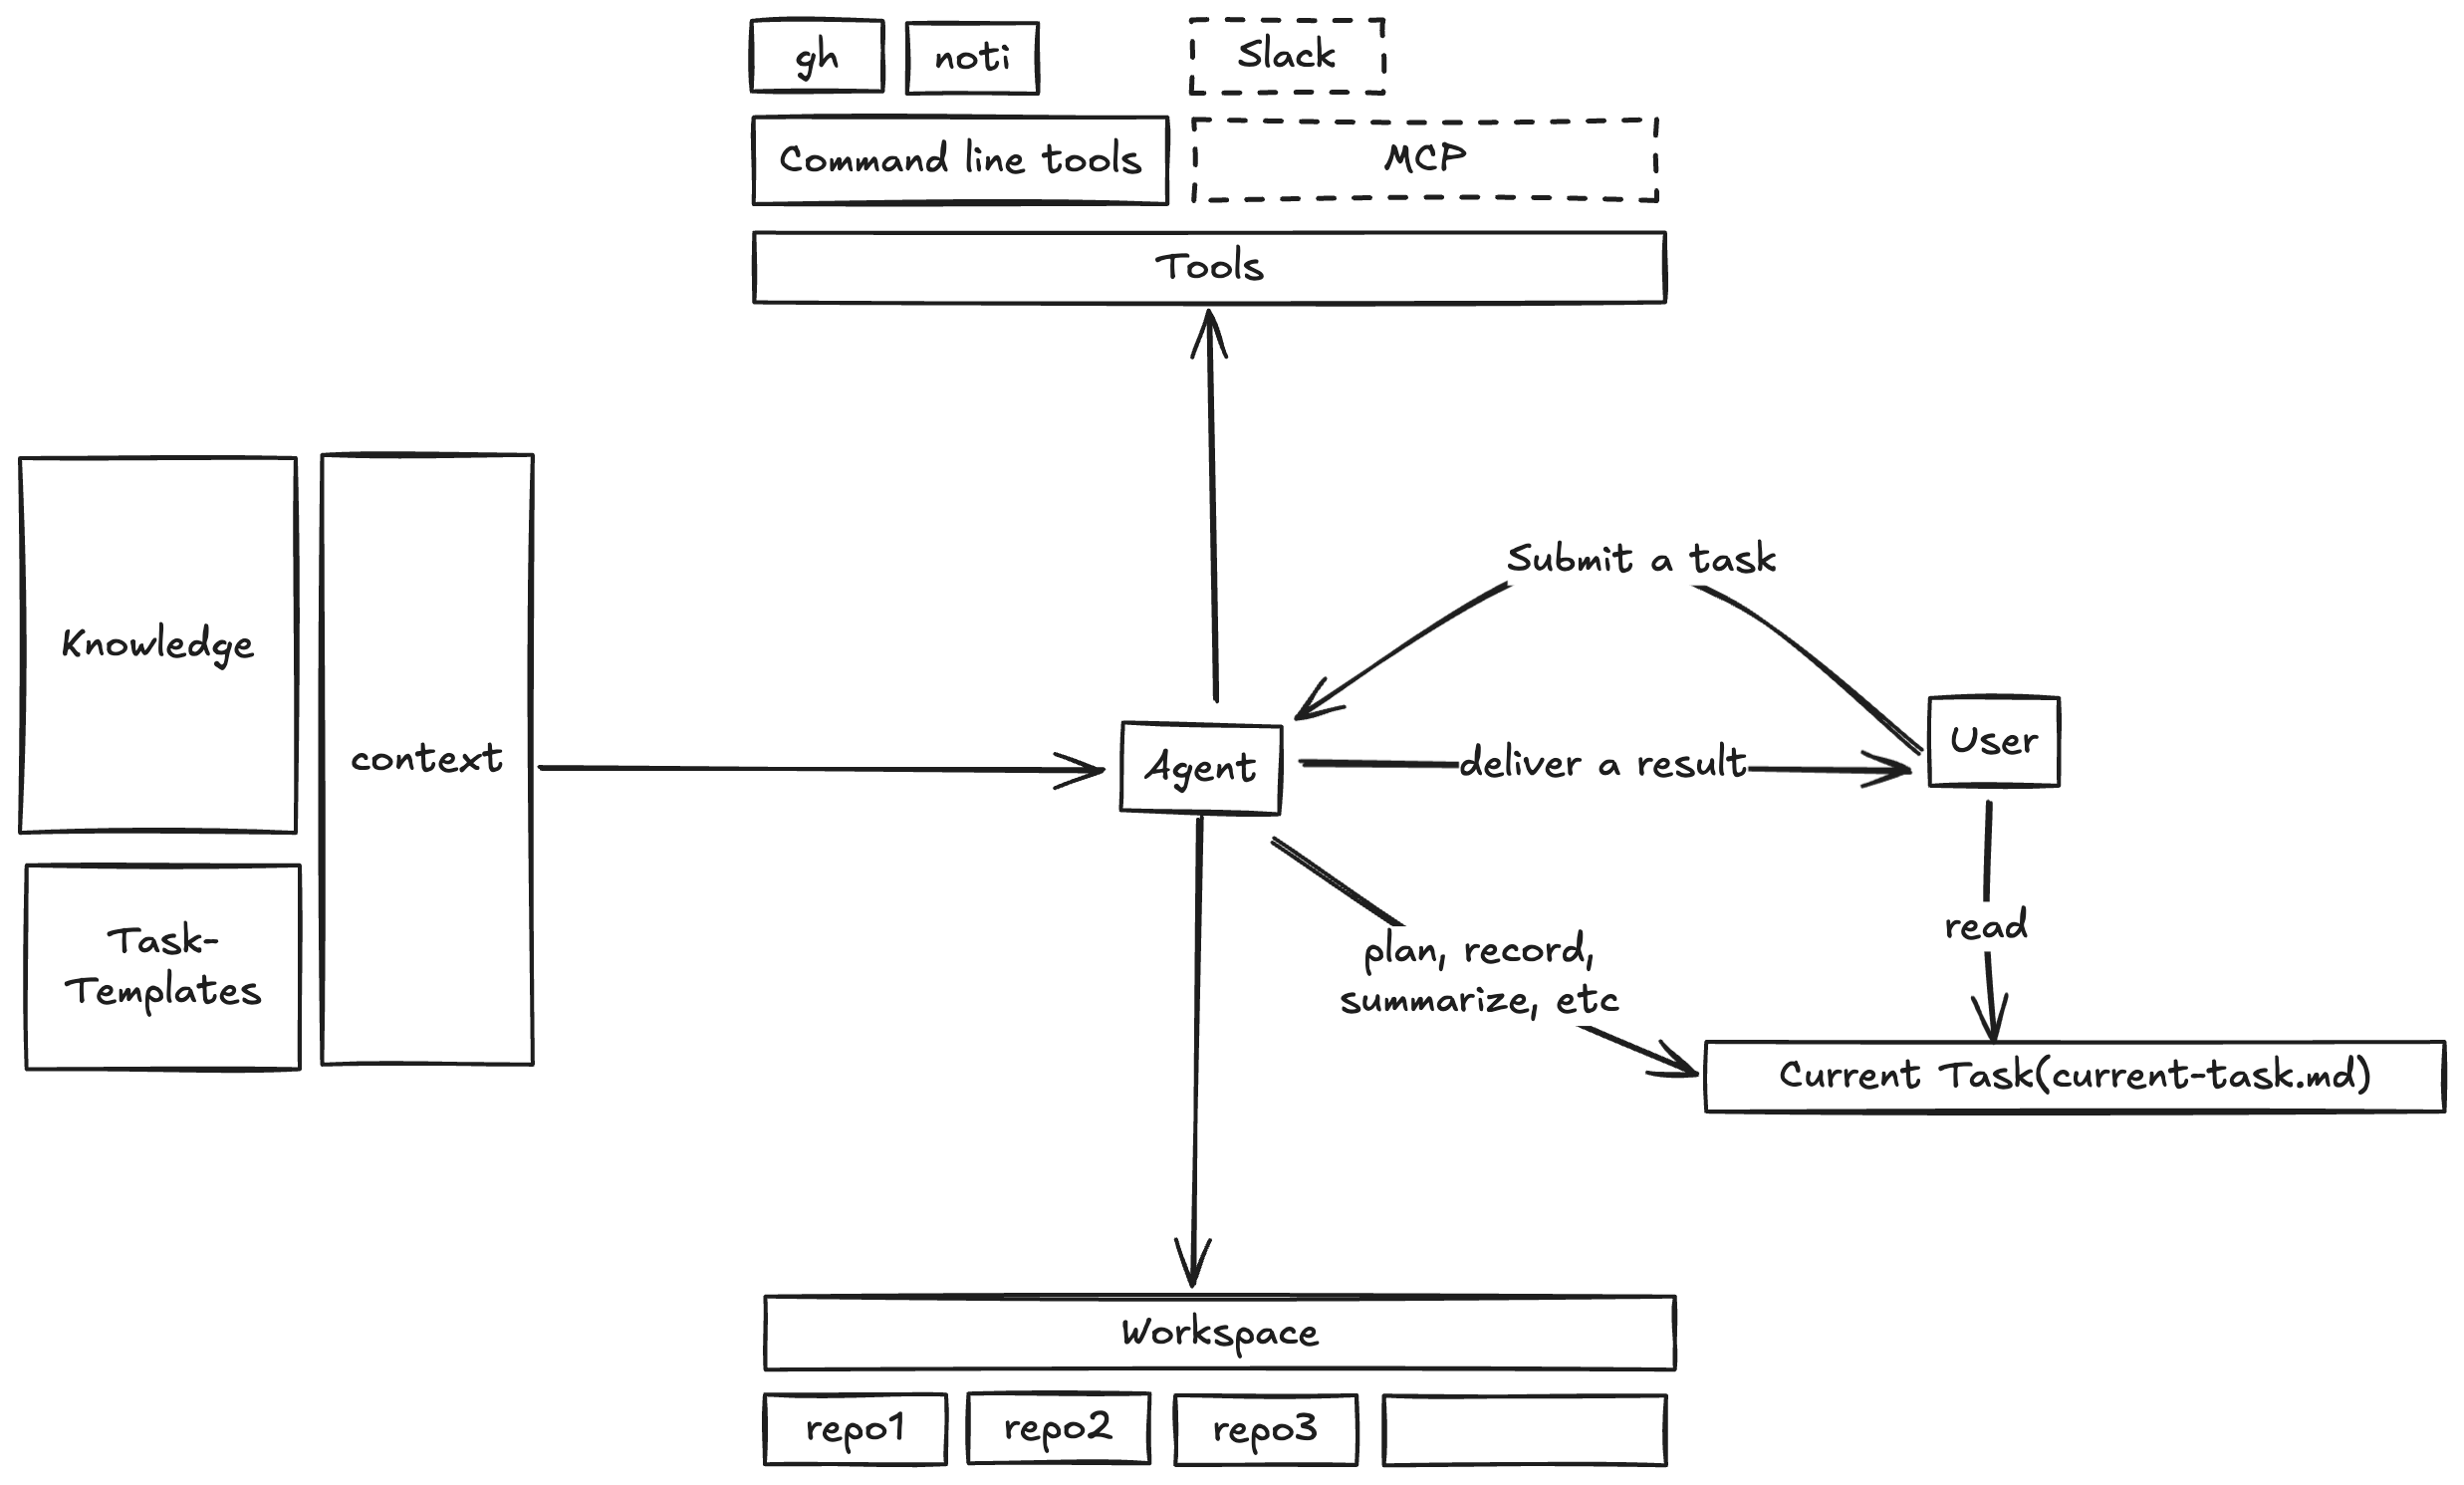 gh
noti
Slack
Command line tools
MCP
Tools
Submit a task
Knowledge
context
Agent
deliver a result
User
read
Task-
Templates
plan, record,
summarize, etc
Current Task(current-task.md)
Workspace
repo1
repo2
repo3